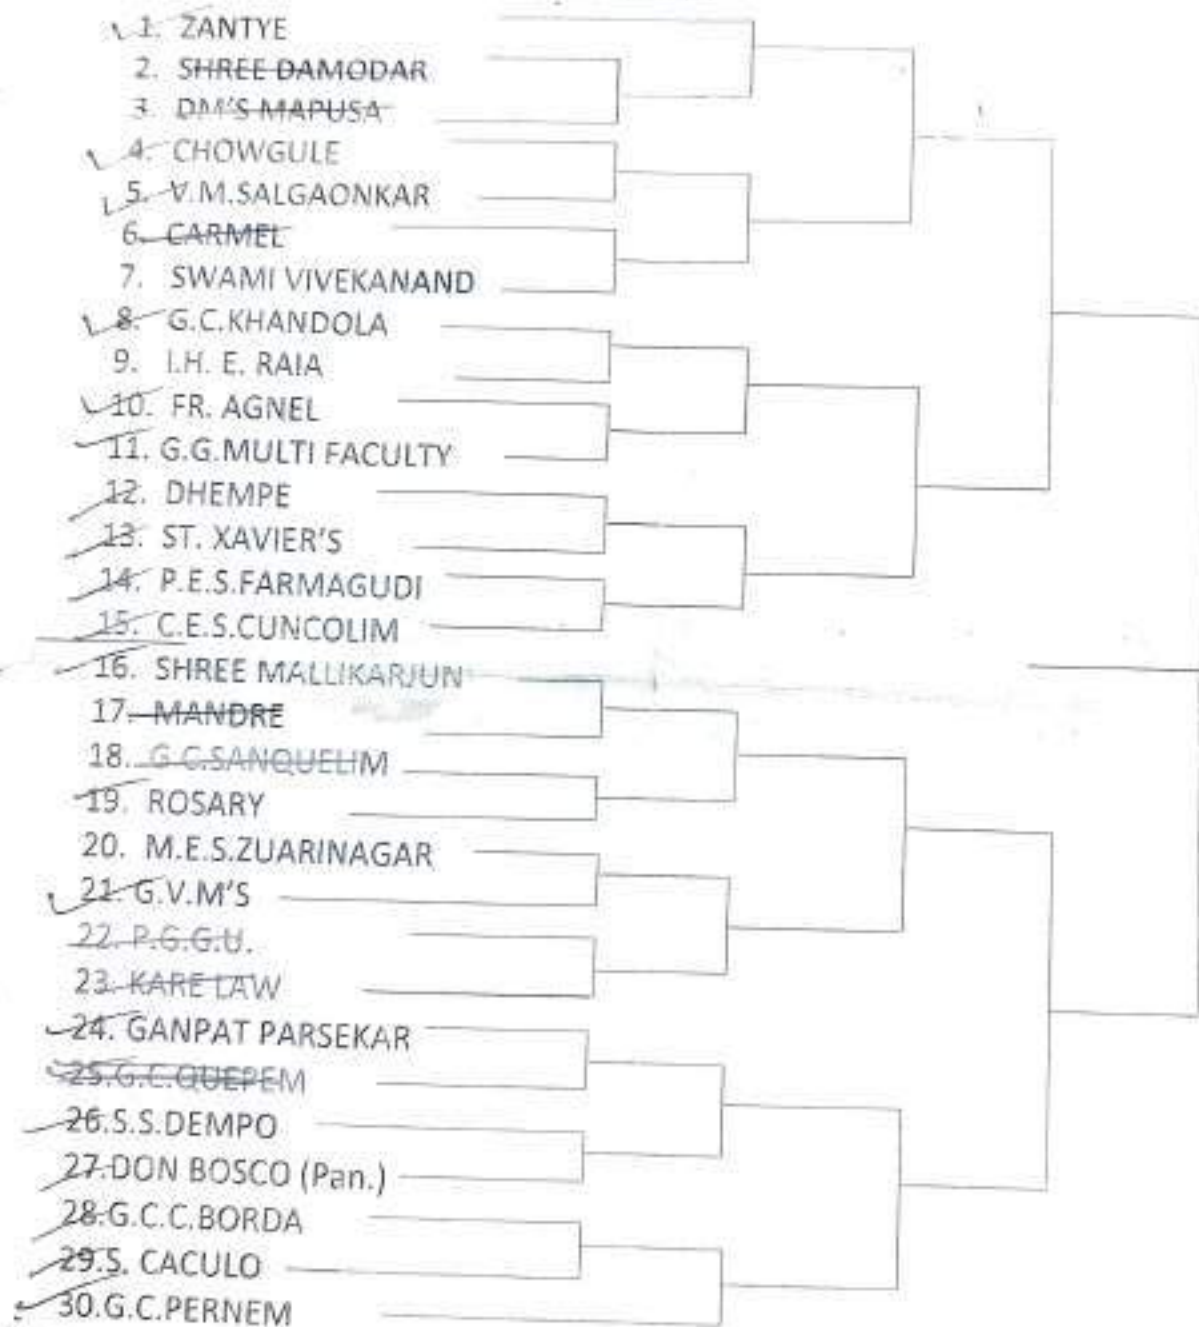 1. ZANTYE
2. SHREE DAMODAR
3. DM'S MAPUSA
4. CHOWGULE
5. V.M.SALGAONKAR
6. CARMEL
7. SWAMI VIVEKANAND
8. G.C.KHANDOLA
9. I.H. E. RAIA
10. FR. AGNEL
11. G.G.MULTI FACULTY
12. DHEMPE
13. ST. XAVIER'S
14. P.E.S.FARMAGUDI
15. C.E.S.CUNCOLIM
16. SHREE MALLIKARJUN
17. MANDRE
18. G.C.SANQUELIM
19. ROSARY
20. M.E.S.ZUARINAGAR
21. G.V.M'S
22. P.G.G.U.
23. KARE LAW
24. GANPAT PARSEKAR
25.G.C.QUEPEM
26.S.S.DEMPO
27.DON BOSCO (Pan.)
28.G.C.C.BORDA
29.S. CACULO
30.G.C.PERNEM